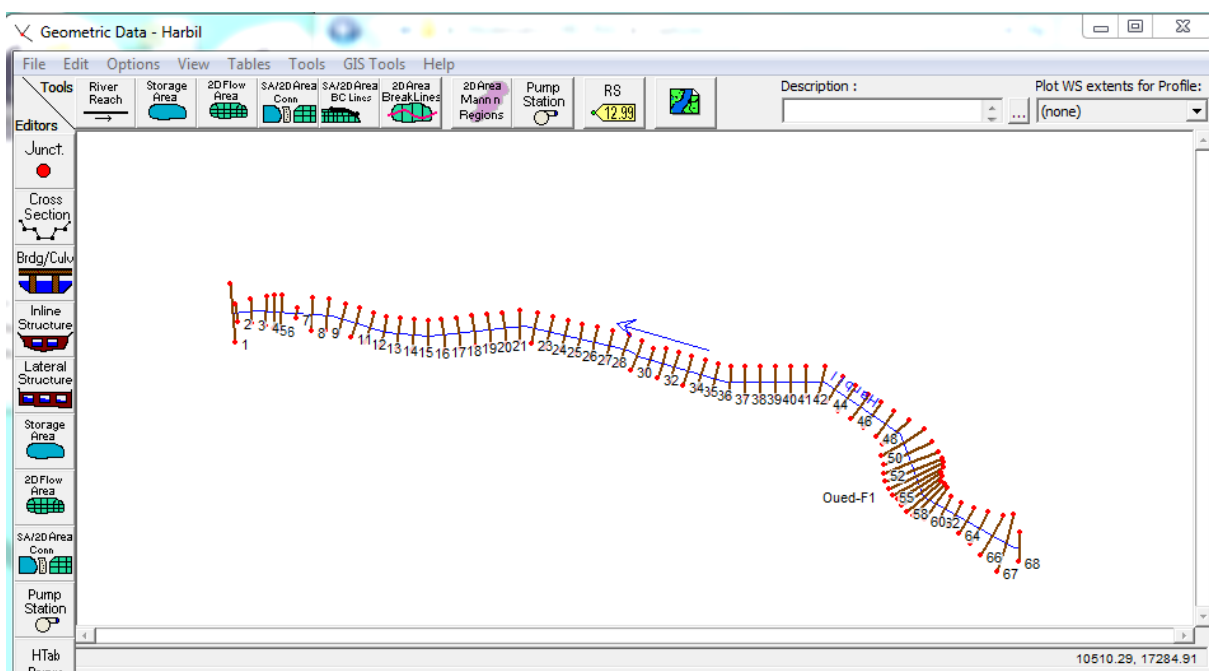 Geometric Data - Harbil
File Edit Options View Tables Tools GIS Tools Help
Tools
Editors
River Reach
Storage Area
2D Flow Area
SA/2D Area Conn
SA/2D Area BC Lines
2D Area BreakLines
2D Area Mann n Regions
Pump Station
RS
12.99
Description :
...
Plot WS extents for Profile:
(none)
Junct.
Cross Section
Brdg/Culv
Inline Structure
Lateral Structure
Storage Area
2D Flow Area
SA/2D Area Conn
Pump Station
HTab
1 2 3 4 5 6 7 8 9 11 12 13 14 15 16 17 18 19 20 21 23 24 25 26 27 28 30 32 34 35 36 37 38 39 40 41 42 44 46 48 50 52 55 58 60 62 64 66 67 68
Oued-F1
10510.29, 17284.91